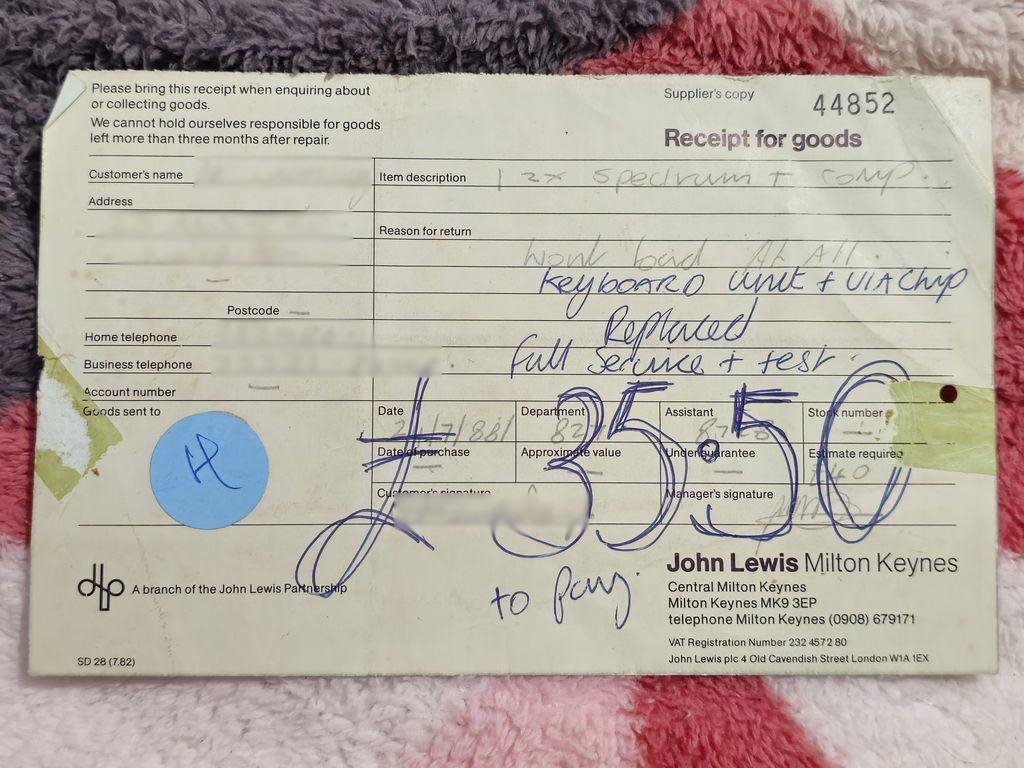 Please bring this receipt when enquiring about
or collecting goods.
We cannot hold ourselves responsible for goods
left more than three months after repair.
Supplier's copy
44852
Receipt for goods
Customer's name
Item description 1 zx spectrum + comp.
Address
Reason for return
wont load At All.
KEYBOARD UNIT + ULA Chip
Replaced
Full Service + test.
Postcode
Home telephone
Business telephone
Account number
Goods sent to
Date
/7/88
Department
Assistant
Stock number
Date of purchase
Approximate value
Under guarantee
Estimate required
£40
Customer's signature
Manager's signature
£35.50
to pay.
John Lewis Milton Keynes
Central Milton Keynes
Milton Keynes MK9 3EP
telephone Milton Keynes (0908) 679171
VAT Registration Number 232 4572 80
John Lewis plc 4 Old Cavendish Street London W1A 1EX
jlp A branch of the John Lewis Partnership
SD 28 (7.82)